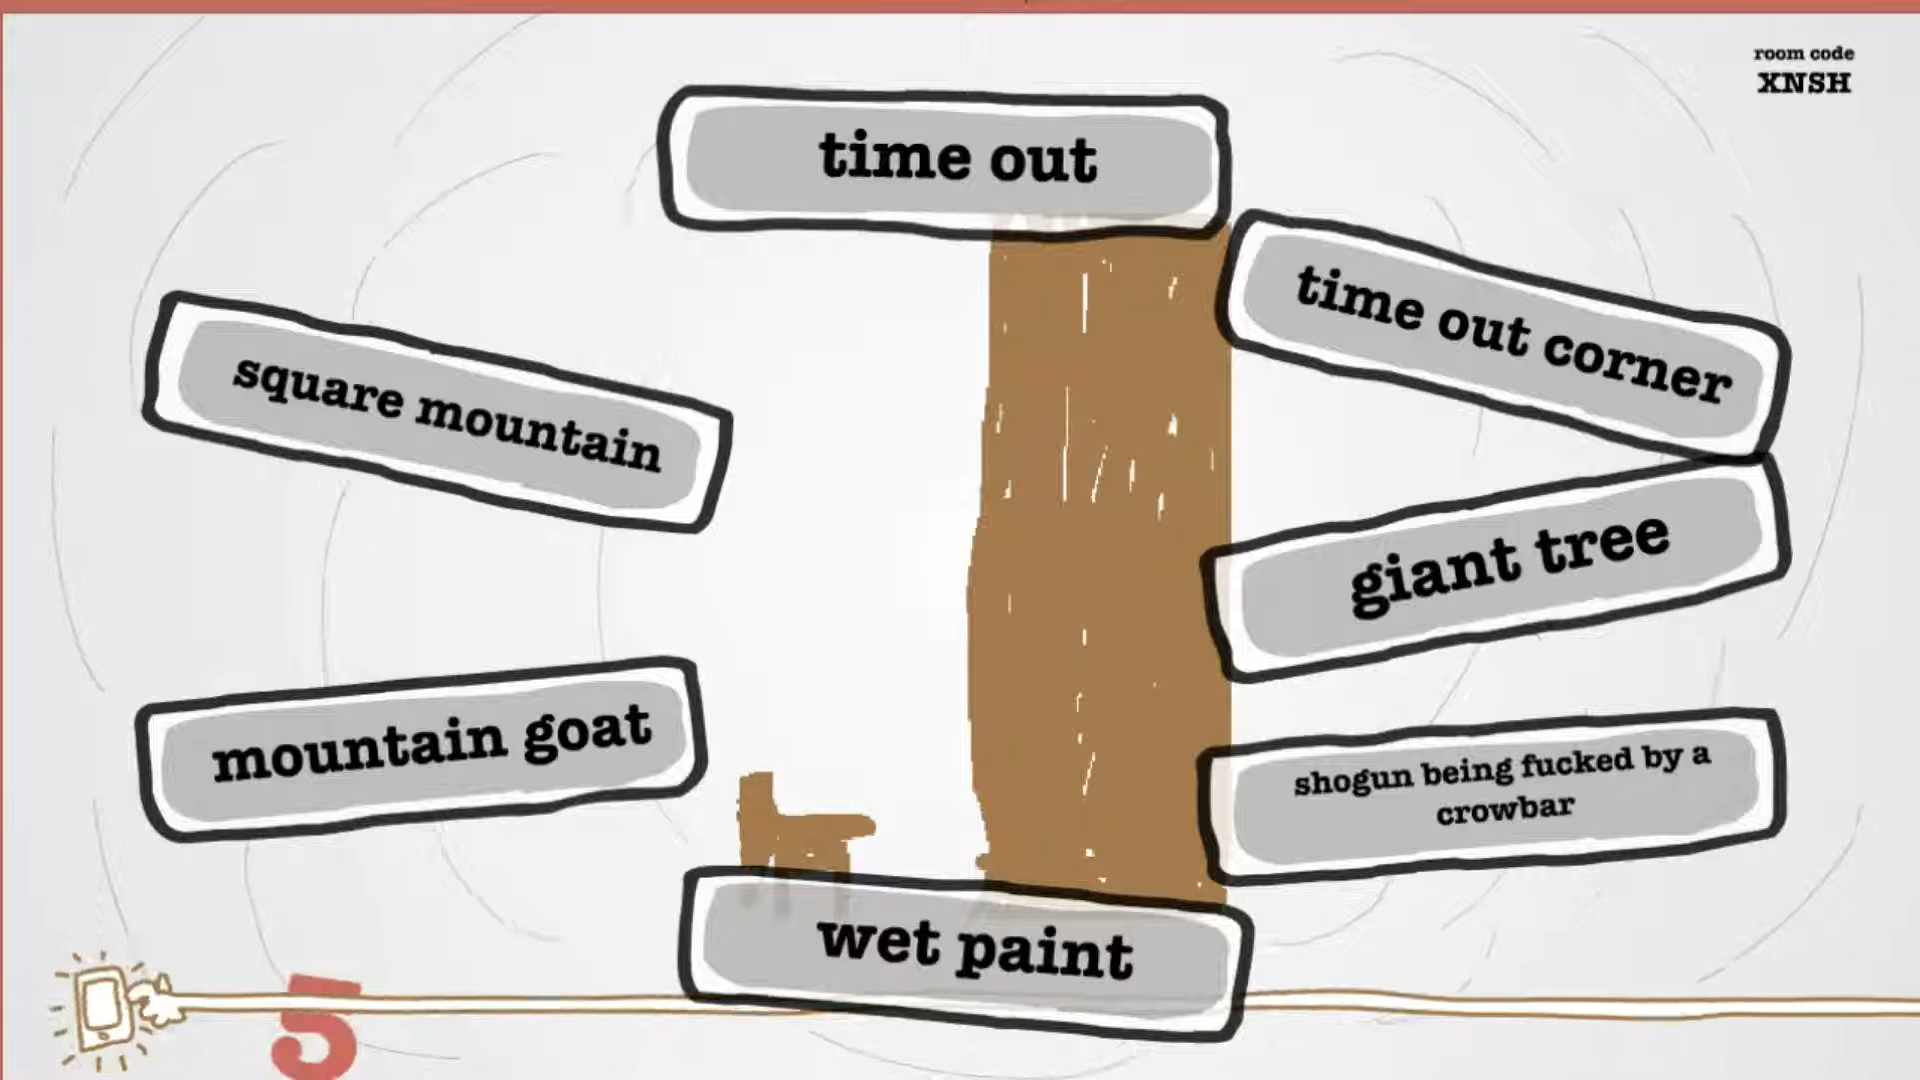 room code
XNSH
time out
time out corner
square mountain
giant tree
mountain goat
shogun being fucked by a
crowbar
wet paint
5